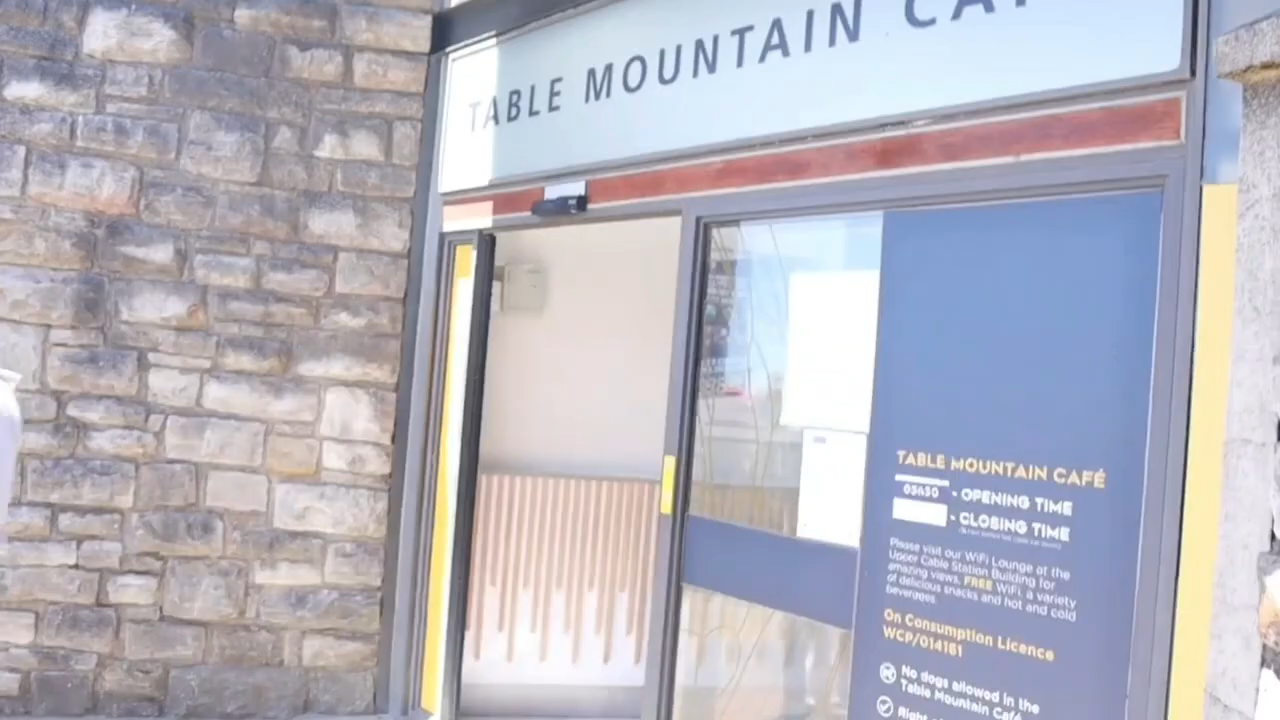 TABLE MOUNTAIN CAF
TABLE MOUNTAIN CAFÉ
- OPENING TIME
- CLOSING TIME
Please visit our WiFi Lounge at the
Upper Cable Station Building for
amazing views, FREE WiFi, a variety
of delicious snacks and hot and cold
beverages.
On Consumption Licence
WCP/014181
No dogs allowed in the
Table Mountain Café
Right